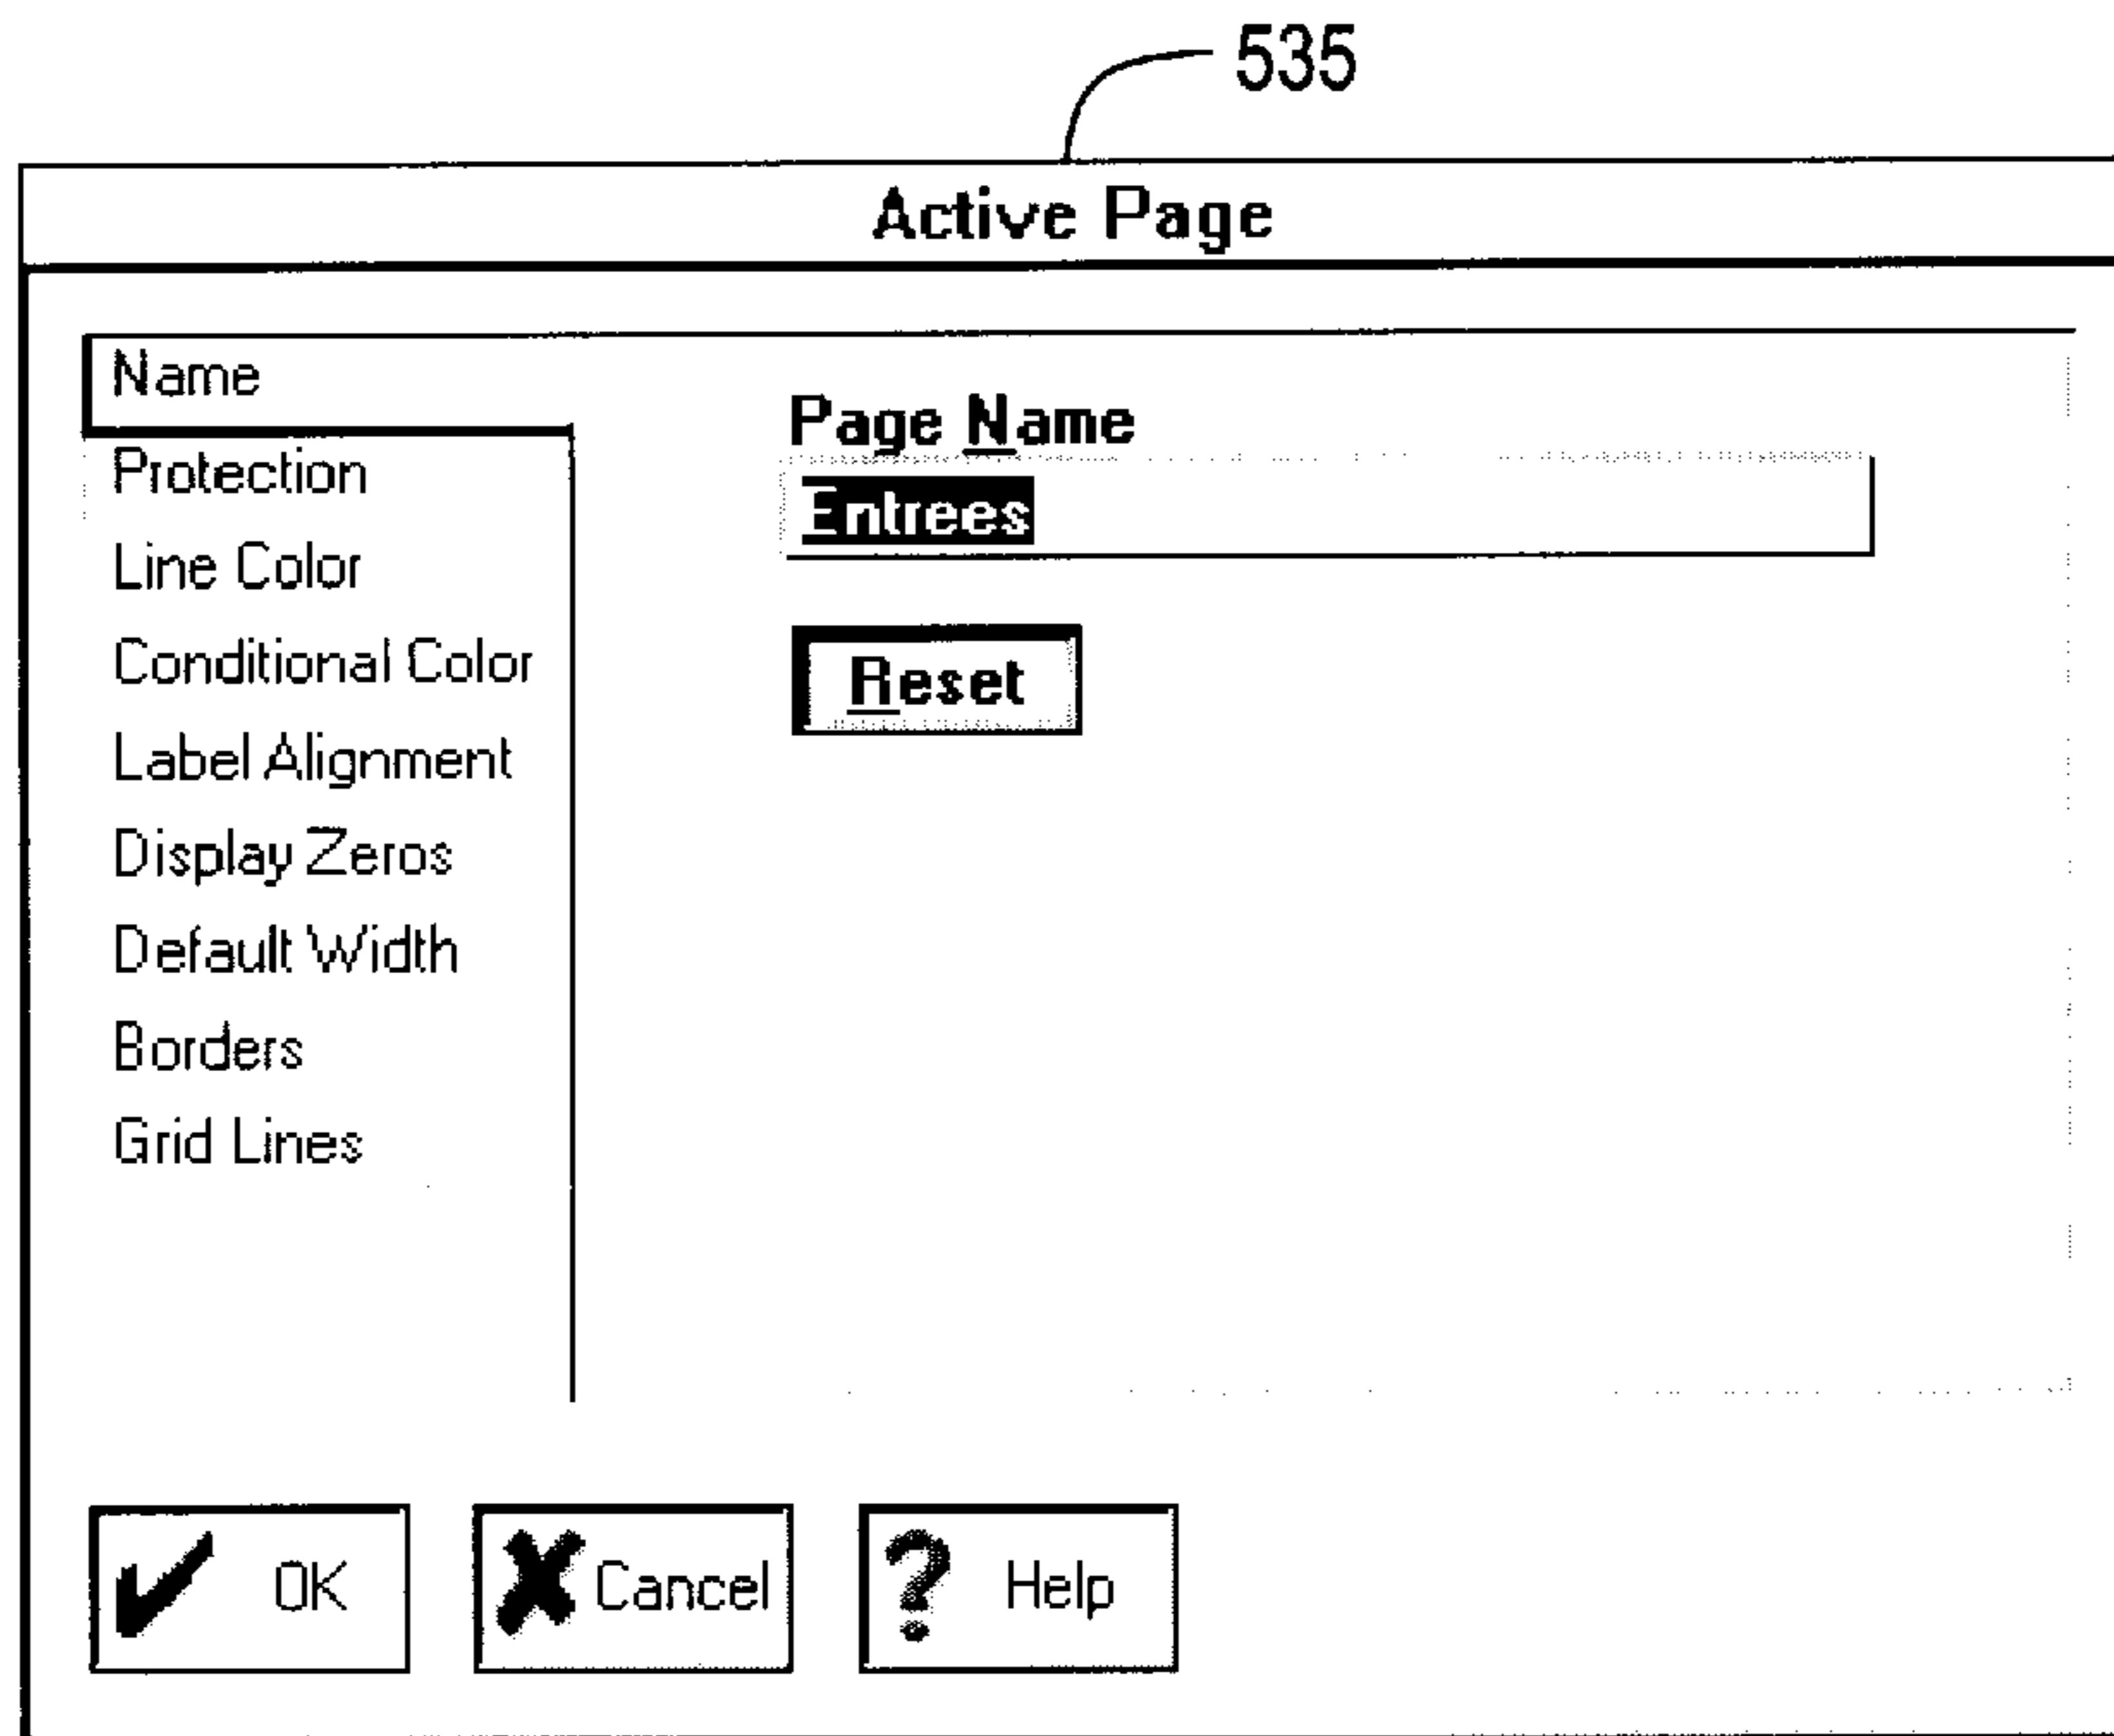 535
Active Page
Name
Protection
Line Color
Conditional Color
Label Alignment
Display Zeros
Default Width
Borders
Grid Lines
Page Name
Entrees
Reset
OK
Cancel
? Help